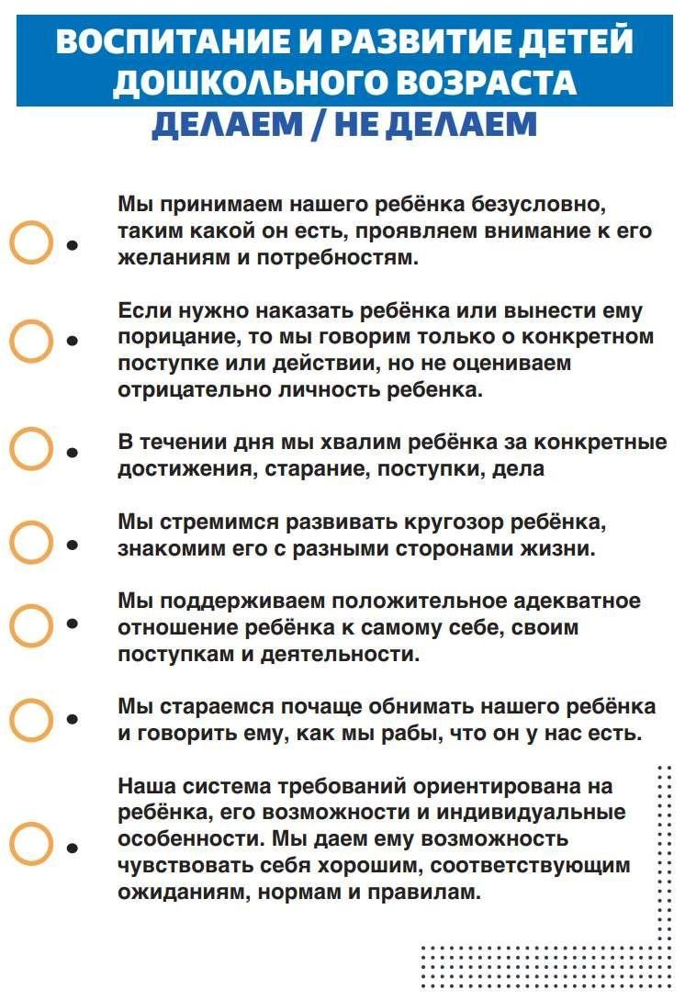 ВОСПИТАНИЕ И РАЗВИТИЕ ДЕТЕЙ
ДОШКОЛЬНОГО ВОЗРАСТА
ДЕЛАЕМ / НЕ ДЕЛАЕМ
Мы принимаем нашего ребёнка безусловно,
таким какой он есть, проявляем внимание к его
желаниям и потребностям.
Если нужно наказать ребёнка или вынести ему
порицание, то мы говорим только о конкретном
поступке или действии, но не оцениваем
отрицательно личность ребенка.
В течении дня мы хвалим ребёнка за конкретные
достижения, старание, поступки, дела
Мы стремимся развивать кругозор ребёнка,
знакомим его с разными сторонами жизни.
Мы поддерживаем положительное адекватное
отношение ребёнка к самому себе, своим
поступкам и деятельности.
Мы стараемся почаще обнимать нашего ребёнка
и говорить ему, как мы рабы, что он у нас есть.
Наша система требований ориентирована на
ребёнка, его возможности и индивидуальные
особенности. Мы даем ему возможность
чувствовать себя хорошим, соответствующим
ожиданиям, нормам и правилам.